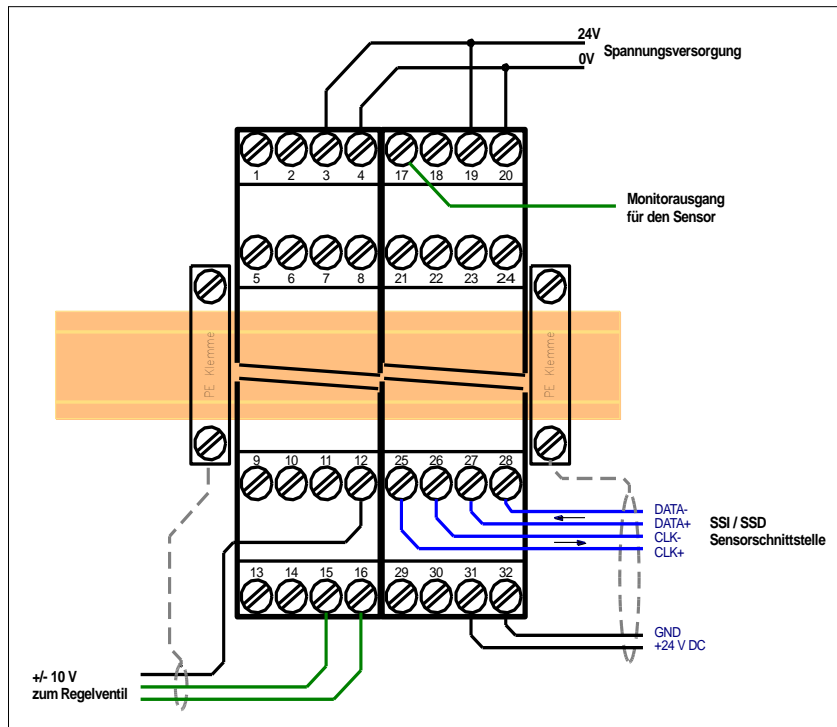 24V
Spannungsversorgung
0V
1 2 3 4 17 18 19 20
Monitorausgang
für den Sensor
5 6 7 8 21 22 23 24
PE Klemme
PE Klemme
9 10 11 12 25 26 27 28
DATA-
DATA+
CLK-
CLK+
SSI / SSD
Sensorschnittstelle
13 14 15 16 29 30 31 32
GND
+24 V DC
+/- 10 V
zum Regelventil